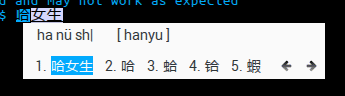 d and may not work as expected
$ 哈女生
ha nü sh| [ hanyu ]
1. 哈女生 2. 哈 3. 蛤 4. 铪 5. 蝦